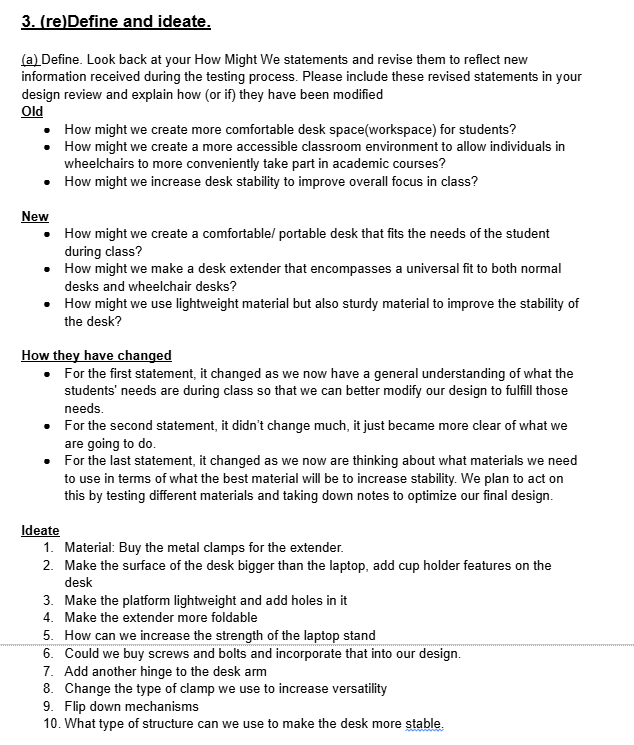 3. (re)Define and ideate.
(a) Define. Look back at your How Might We statements and revise them to reflect new
information received during the testing process. Please include these revised statements in your
design review and explain how (or if) they have been modified
Old
● How might we create more comfortable desk space(workspace) for students?
● How might we create a more accessible classroom environment to allow individuals in
wheelchairs to more conveniently take part in academic courses?
● How might we increase desk stability to improve overall focus in class?
New
● How might we create a comfortable/ portable desk that fits the needs of the student
during class?
● How might we make a desk extender that encompasses a universal fit to both normal
desks and wheelchair desks?
● How might we use lightweight material but also sturdy material to improve the stability of
the desk?
How they have changed
● For the first statement, it changed as we now have a general understanding of what the
students' needs are during class so that we can better modify our design to fulfill those
needs.
● For the second statement, it didn't change much, it just became more clear of what we
are going to do.
● For the last statement, it changed as we now are thinking about what materials we need
to use in terms of what the best material will be to increase stability. We plan to act on
this by testing different materials and taking down notes to optimize our final design.
Ideate
1. Material: Buy the metal clamps for the extender.
2. Make the surface of the desk bigger than the laptop, add cup holder features on the
desk
3. Make the platform lightweight and add holes in it
4. Make the extender more foldable
5. How can we increase the strength of the laptop stand
6. Could we buy screws and bolts and incorporate that into our design.
7. Add another hinge to the desk arm
8. Change the type of clamp we use to increase versatility
9. Flip down mechanisms
10. What type of structure can we use to make the desk more stable.